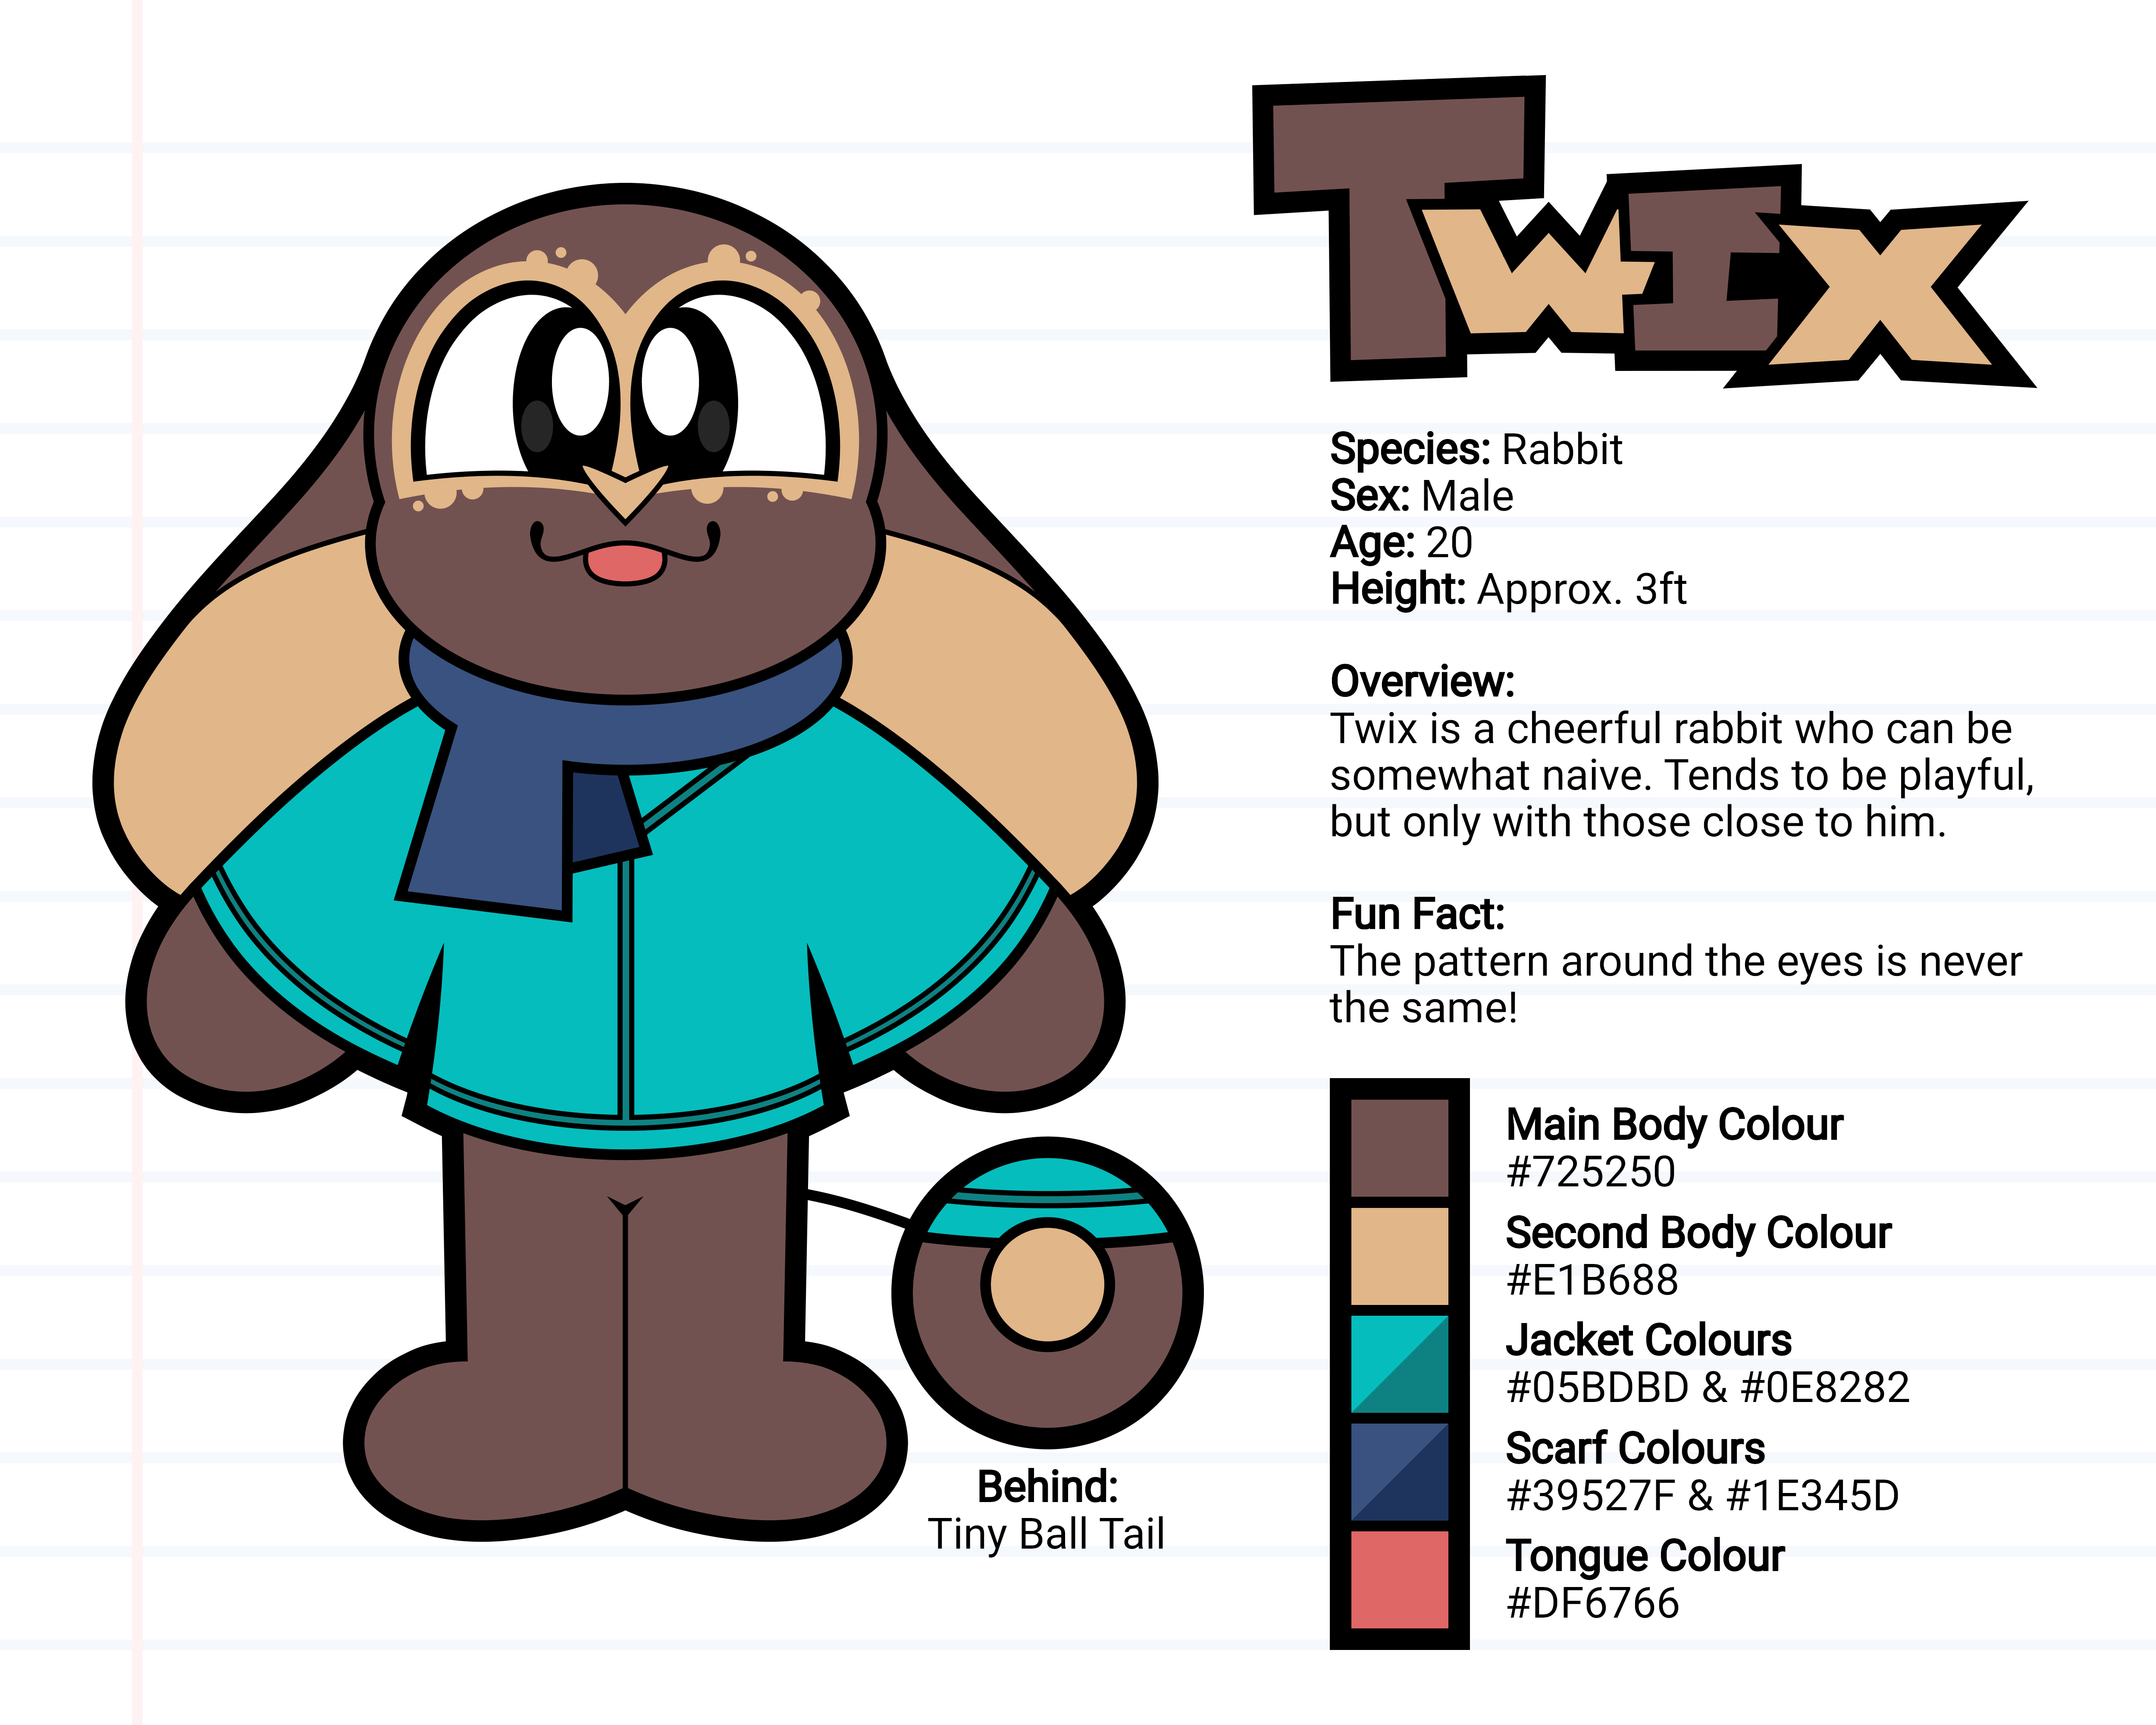 TWIX
Species: Rabbit
Sex: Male
Age: 20
Height: Approx. 3ft
Overview:
Twix is a cheerful rabbit who can be
somewhat naive. Tends to be playful,
but only with those close to him.
Fun Fact:
The pattern around the eyes is never
the same!
Main Body Colour
#725250
Second Body Colour
#E1B688
Jacket Colours
#05BDBD & #0E8282
Scarf Colours
#39527F & #1E345D
Tongue Colour
#DF6766
Behind:
Tiny Ball Tail